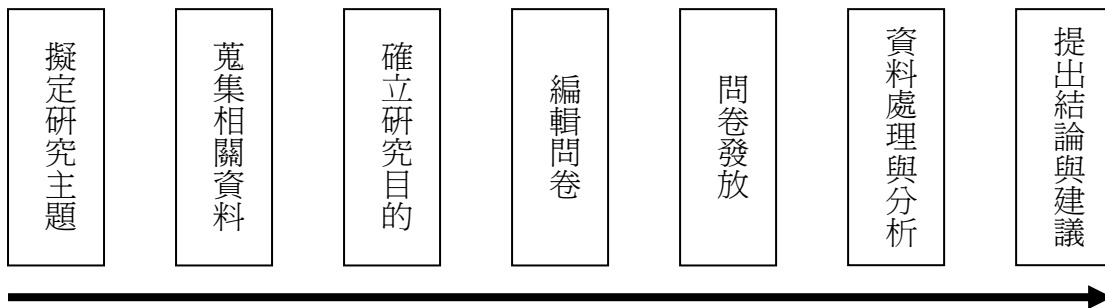 擬定研究主題
蒐集相關資料
確立研究目的
編輯問卷
問卷發放
資料處理與分析
提出結論與建議